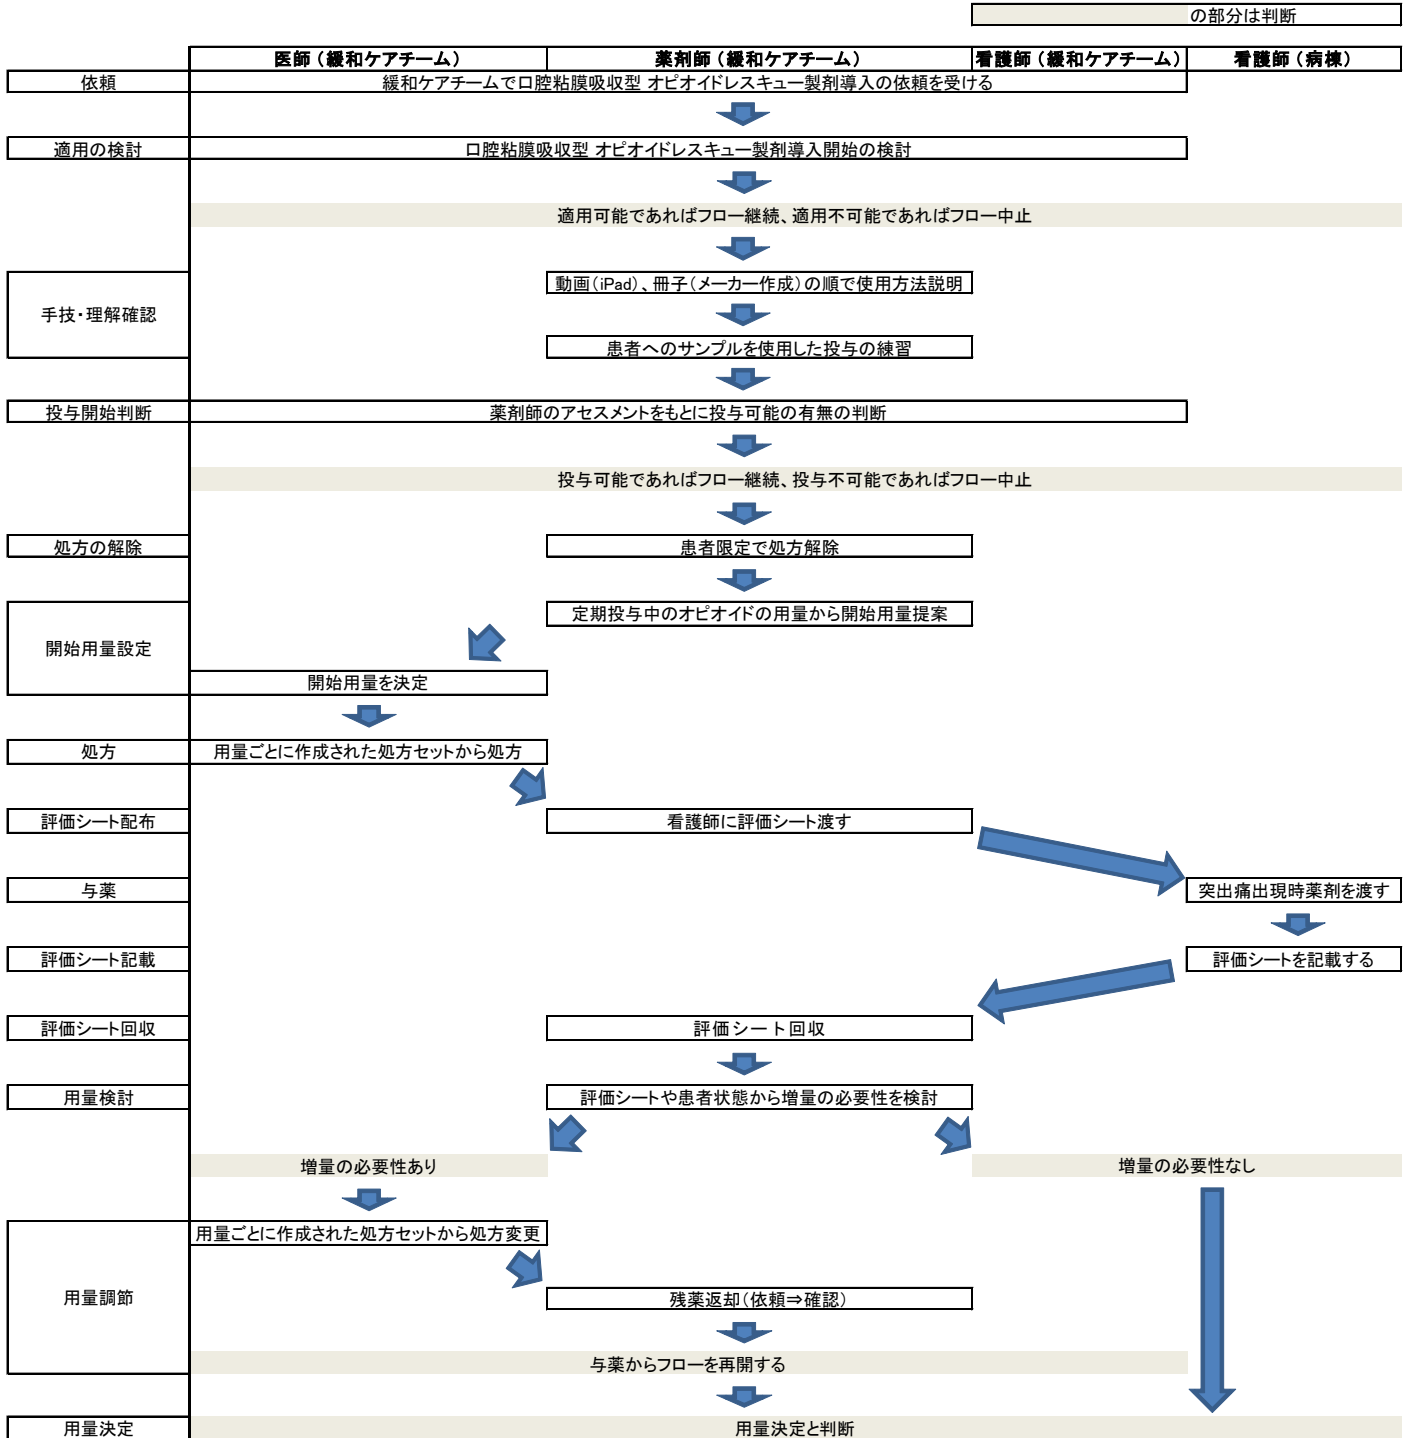 の部分は判断
医師（緩和ケアチーム） 薬剤師（緩和ケアチーム） 看護師（緩和ケアチーム） 看護師（病棟）
依頼 緩和ケアチームで口腔粘膜吸収型 オピオイドレスキュー製剤導入の依頼を受ける
適用の検討 口腔粘膜吸収型 オピオイドレスキュー製剤導入開始の検討
適用可能であればフロー継続、適用不可能であればフロー中止
動画（iPad）、冊子（メーカー作成）の順で使用方法説明
手技・理解確認
患者へのサンプルを使用した投与の練習
投与開始判断 薬剤師のアセスメントをもとに投与可能の有無の判断
投与可能であればフロー継続、投与不可能であればフロー中止
処方の解除 患者限定で処方解除
定期投与中のオピオイドの用量から開始用量提案
開始用量設定
開始用量を決定
処方 用量ごとに作成された処方セットから処方
評価シート配布 看護師に評価シート渡す
与薬 突出痛出現時薬剤を渡す
評価シート記載 評価シートを記載する
評価シート回収 評価シート回収
用量検討 評価シートや患者状態から増量の必要性を検討
増量の必要性あり 増量の必要性なし
用量ごとに作成された処方セットから処方変更
用量調節 残薬返却（依頼⇒確認）
与薬からフローを再開する
用量決定 用量決定と判断